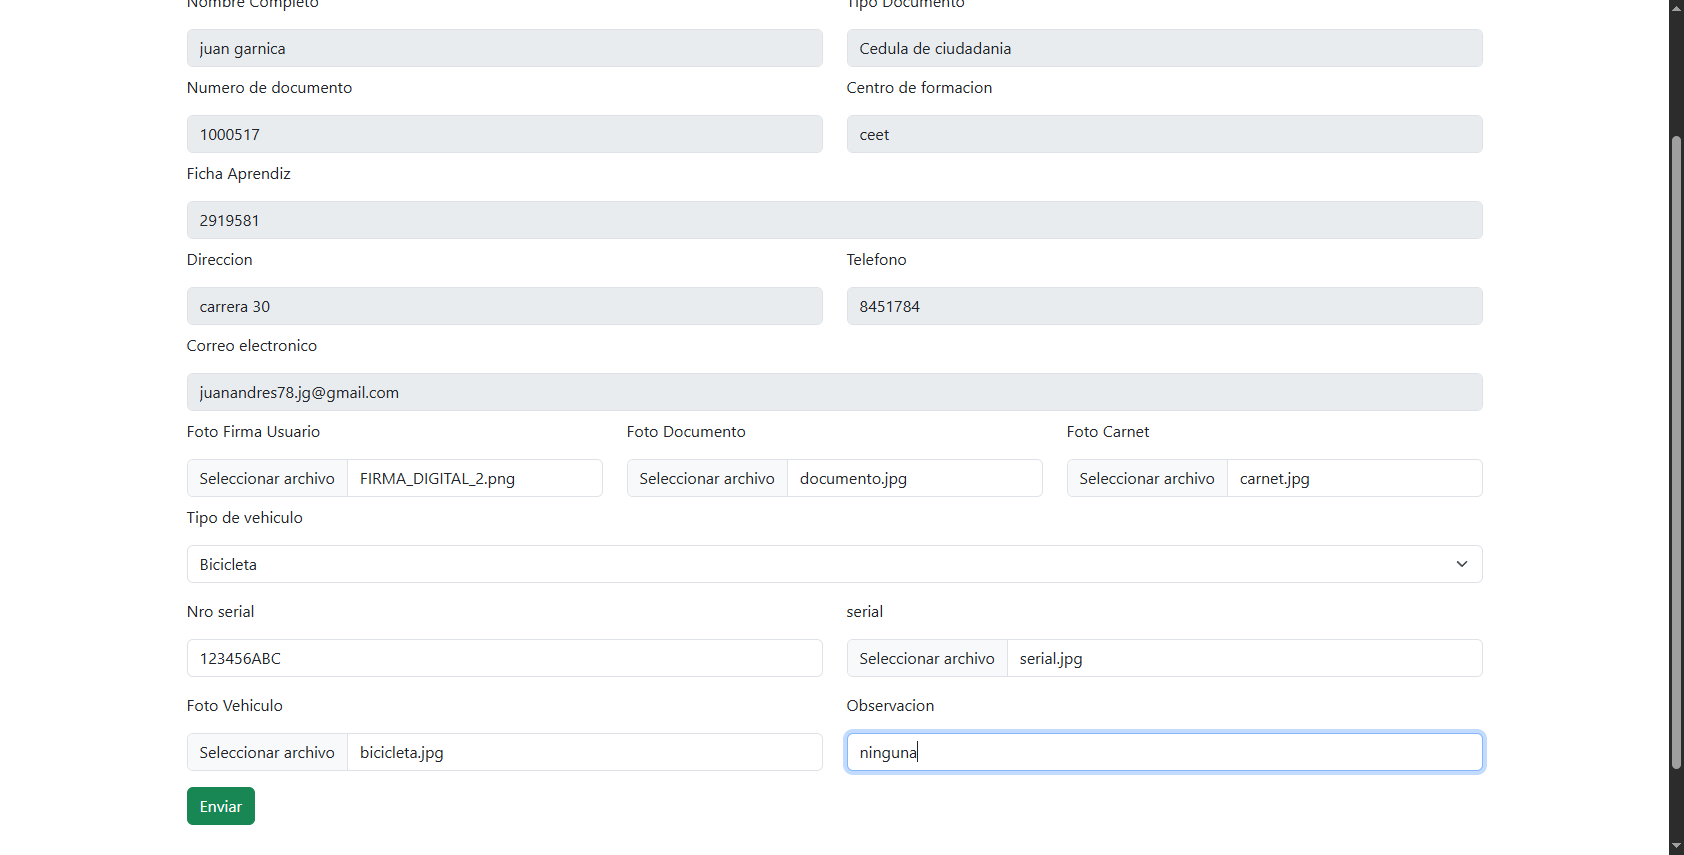 Nombre Completo
Tipo Documento
juan garnica
Cedula de ciudadania
Numero de documento
Centro de formacion
1000517
ceet
Ficha Aprendiz
2919581
Direccion
Telefono
carrera 30
8451784
Correo electronico
juanandres78.jg@gmail.com
Foto Firma Usuario
Foto Documento
Foto Carnet
Seleccionar archivo FIRMA_DIGITAL_2.png
Seleccionar archivo documento.jpg
Seleccionar archivo carnet.jpg
Tipo de vehiculo
Bicicleta
Nro serial
serial
123456ABC
Seleccionar archivo serial.jpg
Foto Vehiculo
Observacion
Seleccionar archivo bicicleta.jpg
ninguna
Enviar